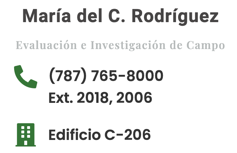 María del C. Rodríguez
Evaluación e Investigación de Campo
(787) 765-8000
Ext. 2018, 2006
Edificio C-206